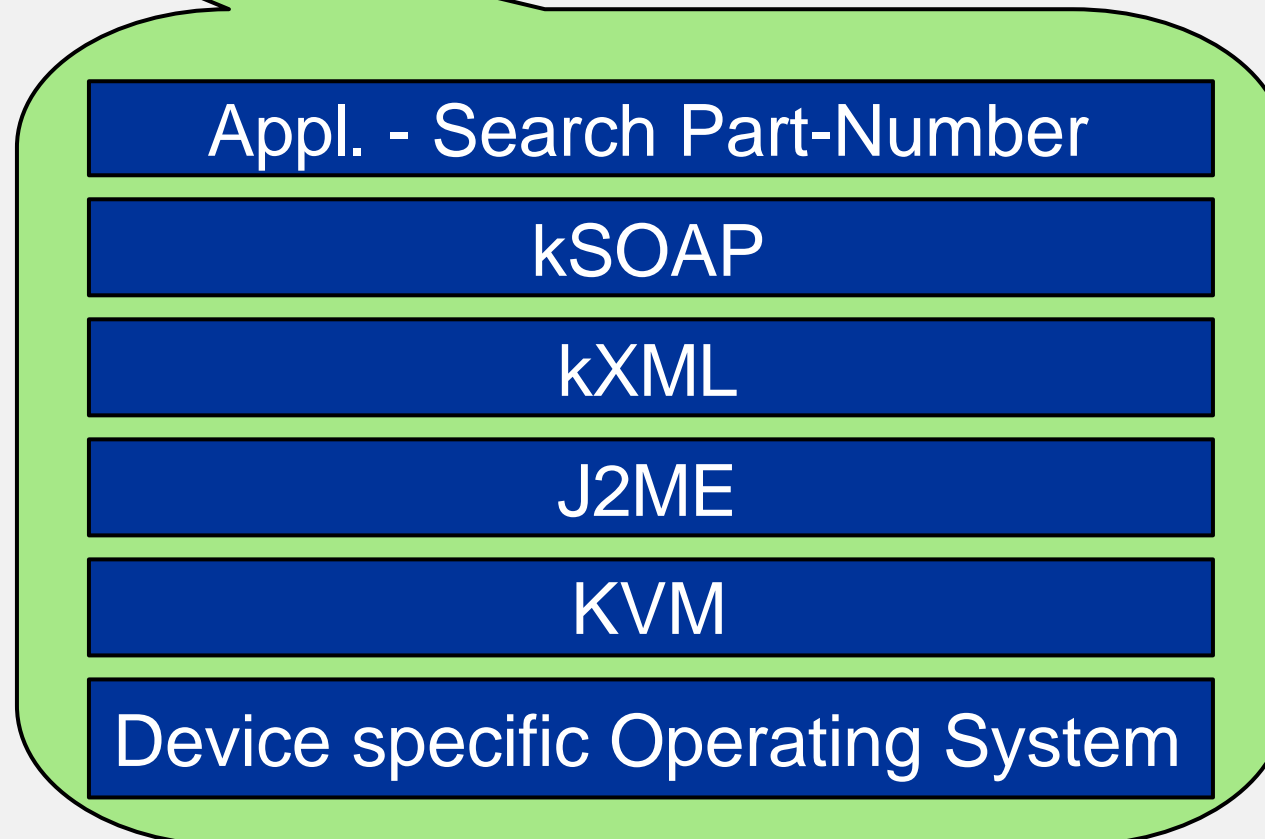 Appl. - Search Part-Number
kSOAP
kXML
J2ME
KVM
Device specific Operating System